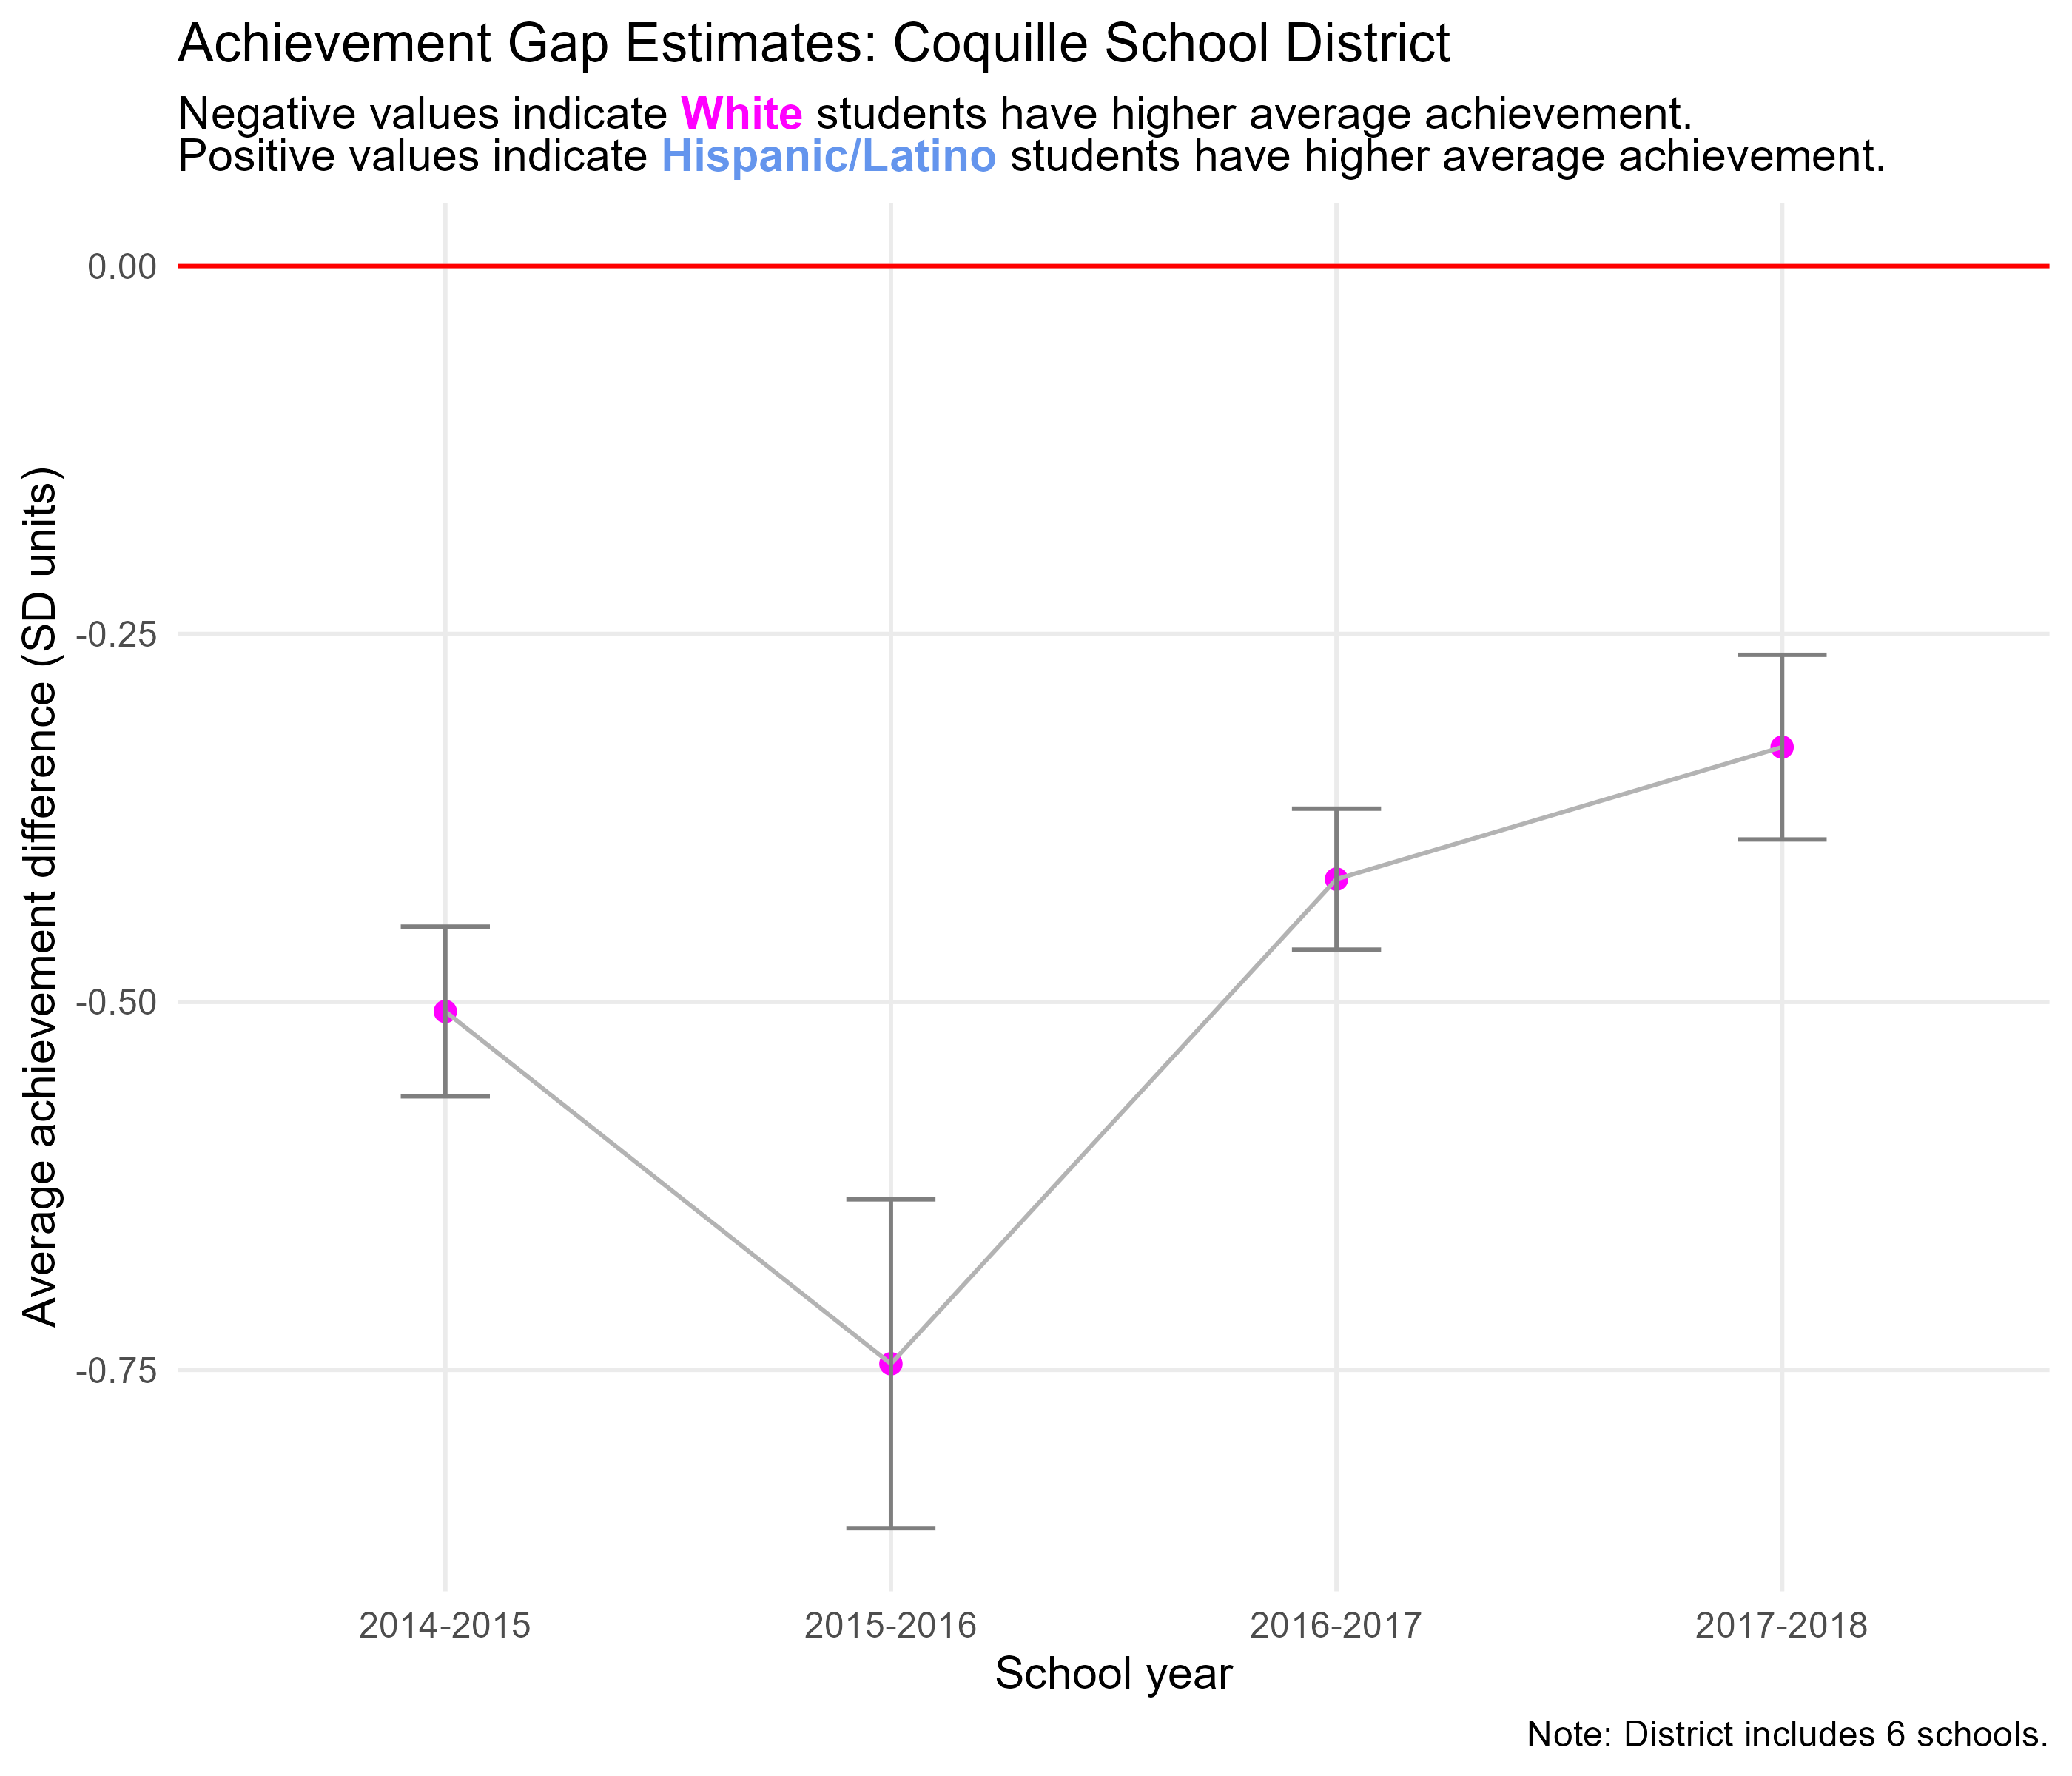 Achievement Gap Estimates: Coquille School District
Negative values indicate White students have higher average achievement.
Positive values indicate Hispanic/Latino students have higher average achievement.
Average achievement difference (SD units)
0.00
-0.25
-0.50
-0.75
2014-2015
2015-2016
2016-2017
2017-2018
School year
Note: District includes 6 schools.